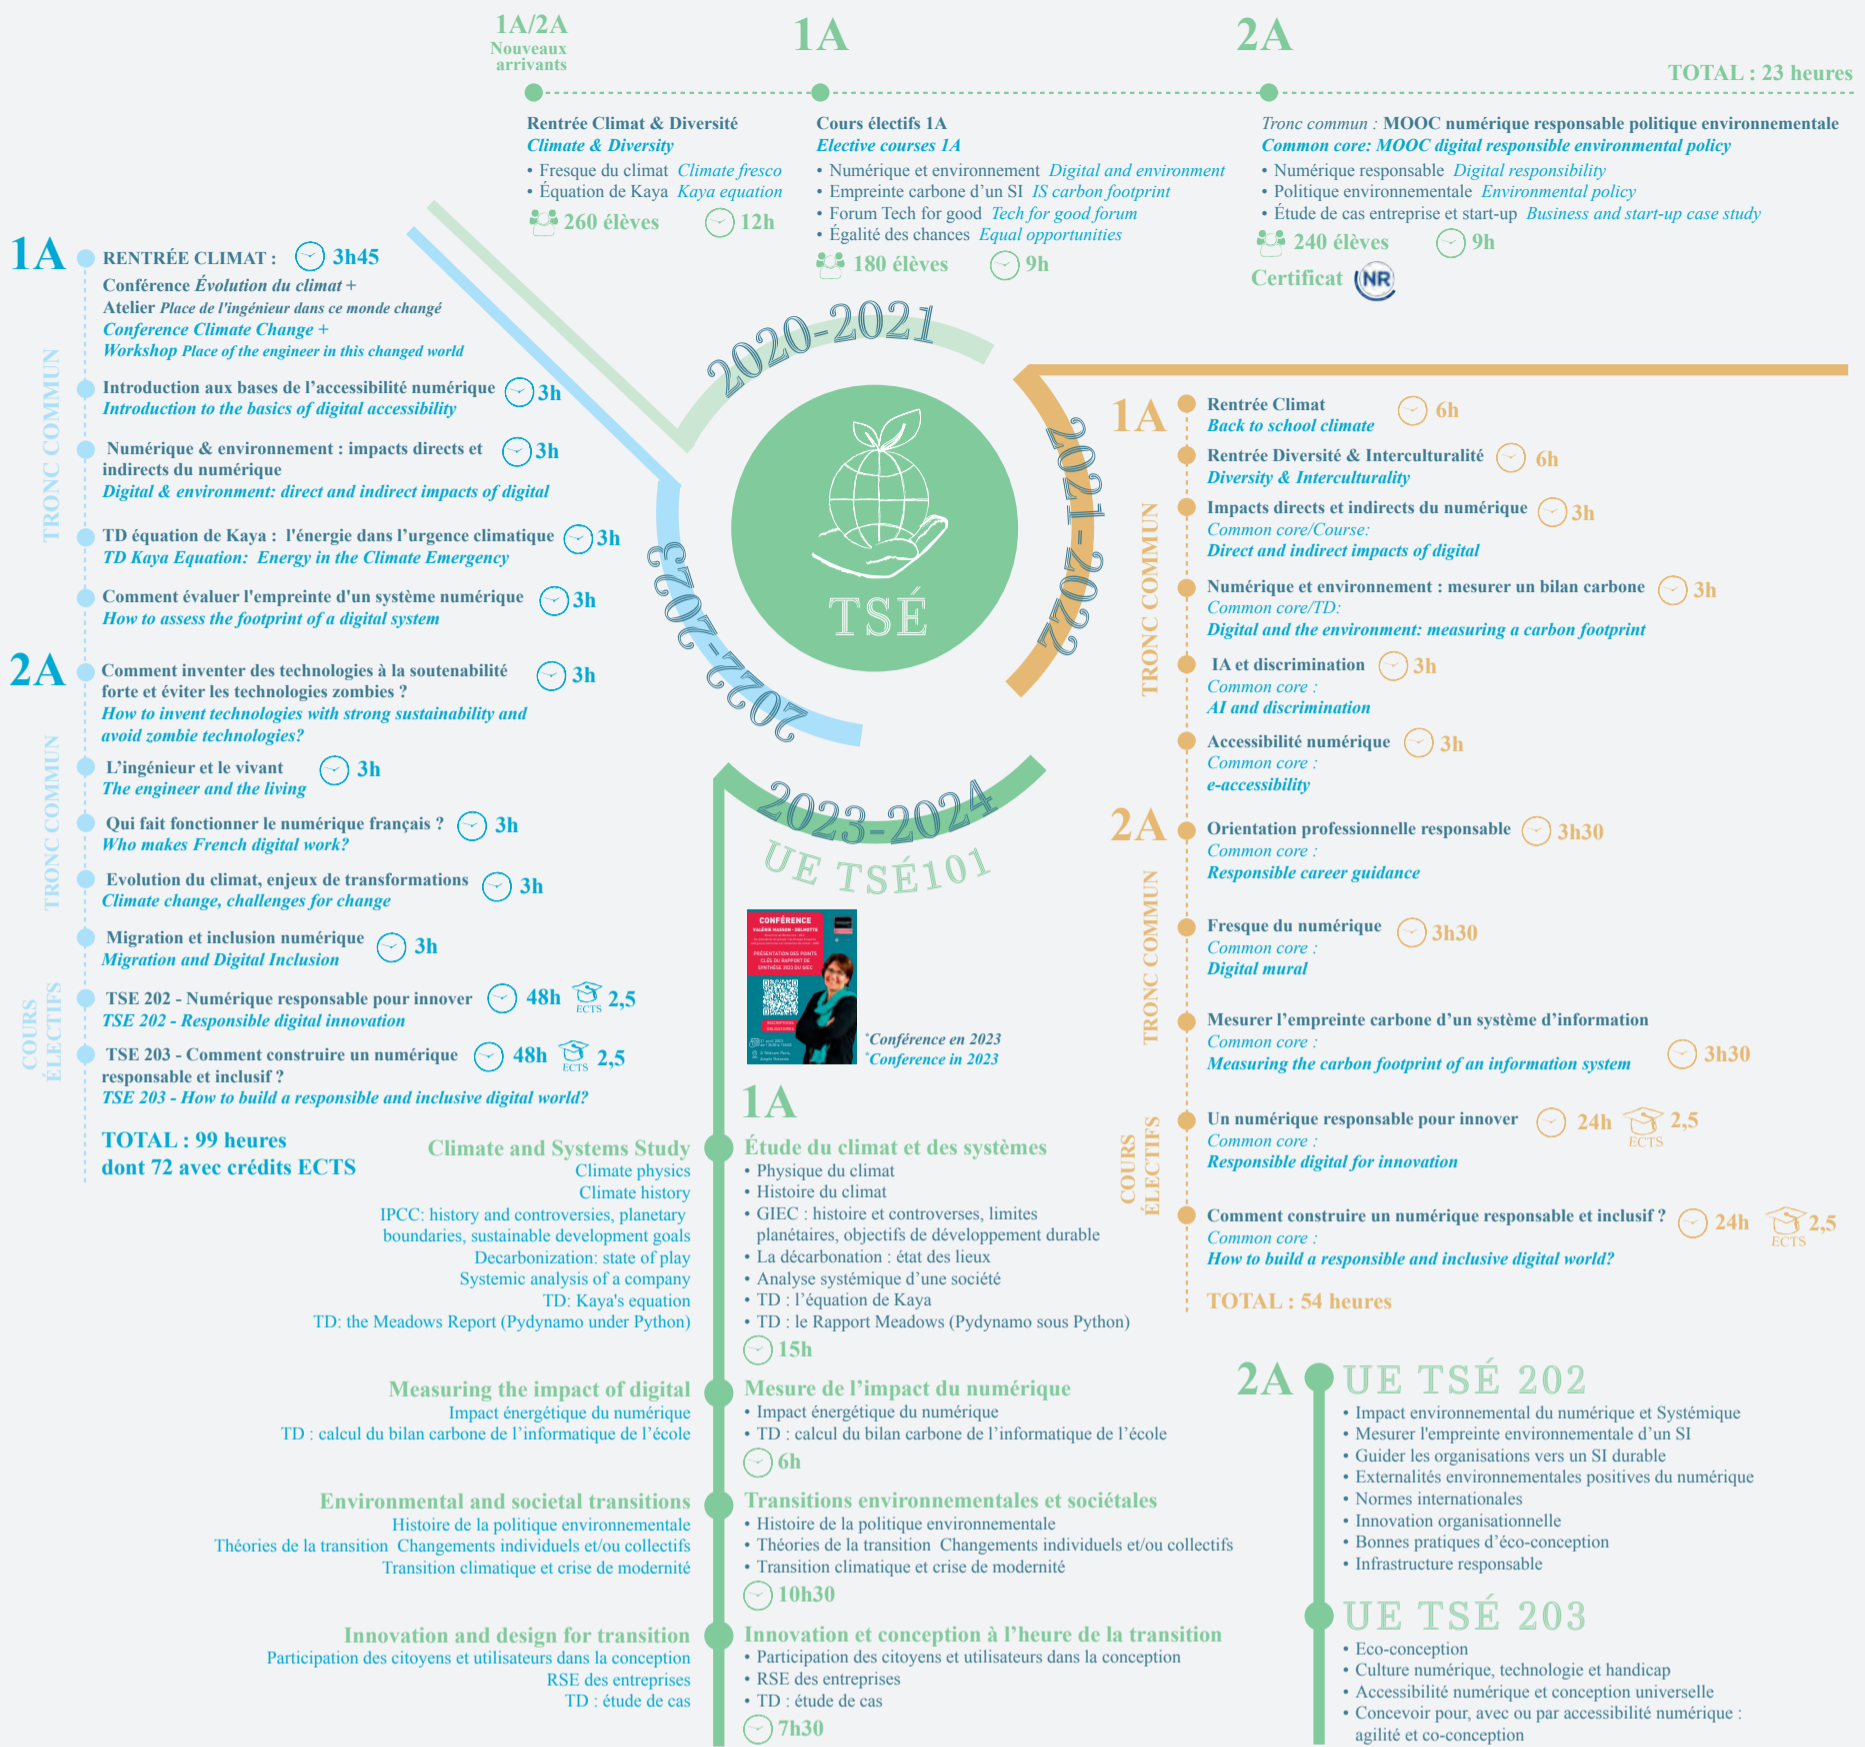 1A/2A
Nouveaux
arrivants
1A
2A
TOTAL : 23 heures
Rentrée Climat & Diversité
Climate & Diversity
• Fresque du climat Climate fresco
• Équation de Kaya Kaya equation
260 élèves 12h
Cours électifs 1A
Elective courses 1A
• Numérique et environnement Digital and environment
• Empreinte carbone d’un SI IS carbon footprint
• Forum Tech for good Tech for good forum
• Égalité des chances Equal opportunities
180 élèves 9h
Tronc commun : MOOC numérique responsable politique environnementale
Common core: MOOC digital responsible environmental policy
• Numérique responsable Digital responsibility
• Politique environnementale Environmental policy
• Étude de cas entreprise et start-up Business and start-up case study
240 élèves 9h
Certificat NR
2020-2021
2021-2022
2022-2023
2023-2024
TSÉ
UE TSÉ101
1A
TRONC COMMUN
RENTRÉE CLIMAT : 3h45
Conférence Évolution du climat +
Atelier Place de l'ingénieur dans ce monde changé
Conference Climate Change +
Workshop Place of the engineer in this changed world
Introduction aux bases de l’accessibilité numérique 3h
Introduction to the basics of digital accessibility
Numérique & environnement : impacts directs et 3h
indirects du numérique
Digital & environment: direct and indirect impacts of digital
TD équation de Kaya : l'énergie dans l’urgence climatique 3h
TD Kaya Equation: Energy in the Climate Emergency
Comment évaluer l'empreinte d'un système numérique 3h
How to assess the footprint of a digital system
2A
TRONC COMMUN
Comment inventer des technologies à la soutenabilité 3h
forte et éviter les technologies zombies ?
How to invent technologies with strong sustainability and
avoid zombie technologies?
L’ingénieur et le vivant 3h
The engineer and the living
Qui fait fonctionner le numérique français ? 3h
Who makes French digital work?
Evolution du climat, enjeux de transformations 3h
Climate change, challenges for change
Migration et inclusion numérique 3h
Migration and Digital Inclusion
COURS
ÉLECTIFS
TSE 202 - Numérique responsable pour innover 48h ECTS 2,5
TSE 202 - Responsible digital innovation
TSE 203 - Comment construire un numérique 48h ECTS 2,5
responsable et inclusif ?
TSE 203 - How to build a responsible and inclusive digital world?
TOTAL : 99 heures
dont 72 avec crédits ECTS
1A
TRONC COMMUN
Rentrée Climat 6h
Back to school climate
Rentrée Diversité & Interculturalité 6h
Diversity & Interculturality
Impacts directs et indirects du numérique 3h
Common core/Course:
Direct and indirect impacts of digital
Numérique et environnement : mesurer un bilan carbone 3h
Common core/TD:
Digital and the environment: measuring a carbon footprint
IA et discrimination 3h
Common core :
AI and discrimination
Accessibilité numérique 3h
Common core :
e-accessibility
2A
TRONC COMMUN
Orientation professionnelle responsable 3h30
Common core :
Responsible career guidance
Fresque du numérique 3h30
Common core :
Digital mural
Mesurer l’empreinte carbone d’un système d’information
Common core :
Measuring the carbon footprint of an information system 3h30
COURS
ÉLECTIFS
Un numérique responsable pour innover 24h ECTS 2,5
Common core :
Responsible digital for innovation
Comment construire un numérique responsable et inclusif ? 24h ECTS 2,5
Common core :
How to build a responsible and inclusive digital world?
TOTAL : 54 heures
CONFÉRENCE
VALÉRIE MASSON-DELMOTTE
PRÉSENTATION DES POINTS
CLÉS DU RAPPORT DE
SYNTHÈSE 2023 DU GIEC
*Conférence en 2023
*Conference in 2023
1A
Climate and Systems Study
Climate physics
Climate history
IPCC: history and controversies, planetary
boundaries, sustainable development goals
Decarbonization: state of play
Systemic analysis of a company
TD: Kaya's equation
TD: the Meadows Report (Pydynamo under Python)
Étude du climat et des systèmes
• Physique du climat
• Histoire du climat
• GIEC : histoire et controverses, limites
planétaires, objectifs de développement durable
• La décarbonation : état des lieux
• Analyse systémique d’une société
• TD : l’équation de Kaya
• TD : le Rapport Meadows (Pydynamo sous Python)
15h
Measuring the impact of digital
Impact énergétique du numérique
TD : calcul du bilan carbone de l’informatique de l’école
Mesure de l’impact du numérique
• Impact énergétique du numérique
• TD : calcul du bilan carbone de l’informatique de l’école
6h
Environmental and societal transitions
Histoire de la politique environnementale
Théories de la transition Changements individuels et/ou collectifs
Transition climatique et crise de modernité
Transitions environnementales et sociétales
• Histoire de la politique environnementale
• Théories de la transition Changements individuels et/ou collectifs
• Transition climatique et crise de modernité
10h30
Innovation and design for transition
Participation des citoyens et utilisateurs dans la conception
RSE des entreprises
TD : étude de cas
Innovation et conception à l’heure de la transition
• Participation des citoyens et utilisateurs dans la conception
• RSE des entreprises
• TD : étude de cas
7h30
2A
UE TSÉ 202
• Impact environnemental du numérique et Systémique
• Mesurer l'empreinte environnementale d’un SI
• Guider les organisations vers un SI durable
• Externalités environnementales positives du numérique
• Normes internationales
• Innovation organisationnelle
• Bonnes pratiques d’éco-conception
• Infrastructure responsable
UE TSÉ 203
• Eco-conception
• Culture numérique, technologie et handicap
• Accessibilité numérique et conception universelle
• Concevoir pour, avec ou par accessibilité numérique :
agilité et co-conception